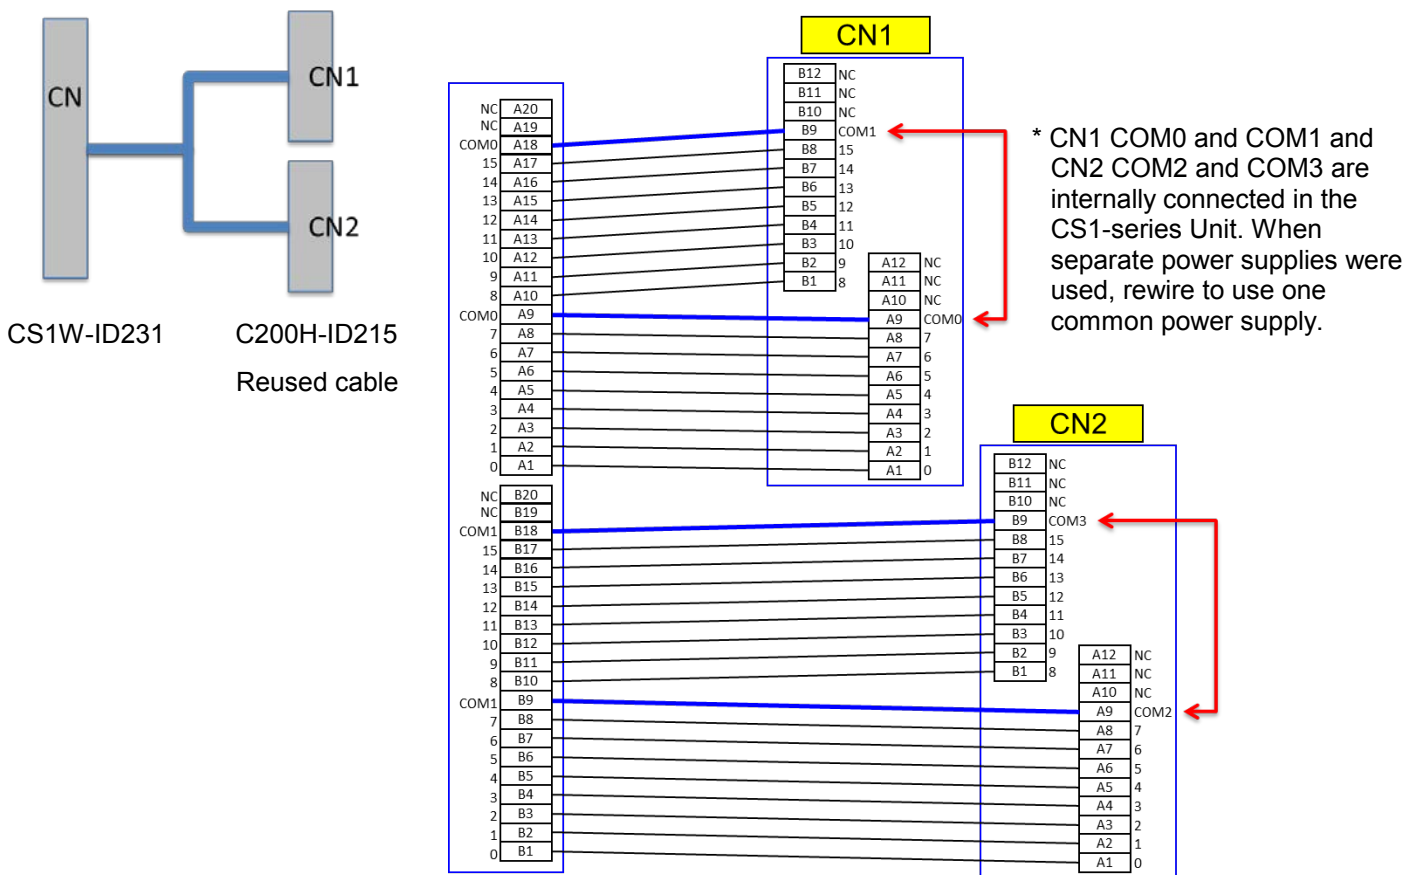 CN
CN1
CN2
CS1W-ID231
C200H-ID215
Reused cable
CN1
NC A20
NC A19
COM0 A18
15 A17
14 A16
13 A15
12 A14
11 A13
10 A12
9 A11
8 A10
COM0 A9
7 A8
6 A7
5 A6
4 A5
3 A4
2 A3
1 A2
0 A1
NC B20
NC B19
COM1 B18
15 B17
14 B16
13 B15
12 B14
11 B13
10 B12
9 B11
8 B10
COM1 B9
7 B8
6 B7
5 B6
4 B5
3 B4
2 B3
1 B2
0 B1
B12 NC
B11 NC
B10 NC
B9 COM1
B8 15
B7 14
B6 13
B5 12
B4 11
B3 10
B2 9
B1 8
A12 NC
A11 NC
A10 NC
A9 COM0
A8 7
A7 6
A6 5
A5 4
A4 3
A3 2
A2 1
A1 0
* CN1 COM0 and COM1 and
CN2 COM2 and COM3 are
internally connected in the
CS1-series Unit. When
separate power supplies were
used, rewire to use one
common power supply.
CN2
B12 NC
B11 NC
B10 NC
B9 COM3
B8 15
B7 14
B6 13
B5 12
B4 11
B3 10
B2 9
B1 8
A12 NC
A11 NC
A10 NC
A9 COM2
A8 7
A7 6
A6 5
A5 4
A4 3
A3 2
A2 1
A1 0